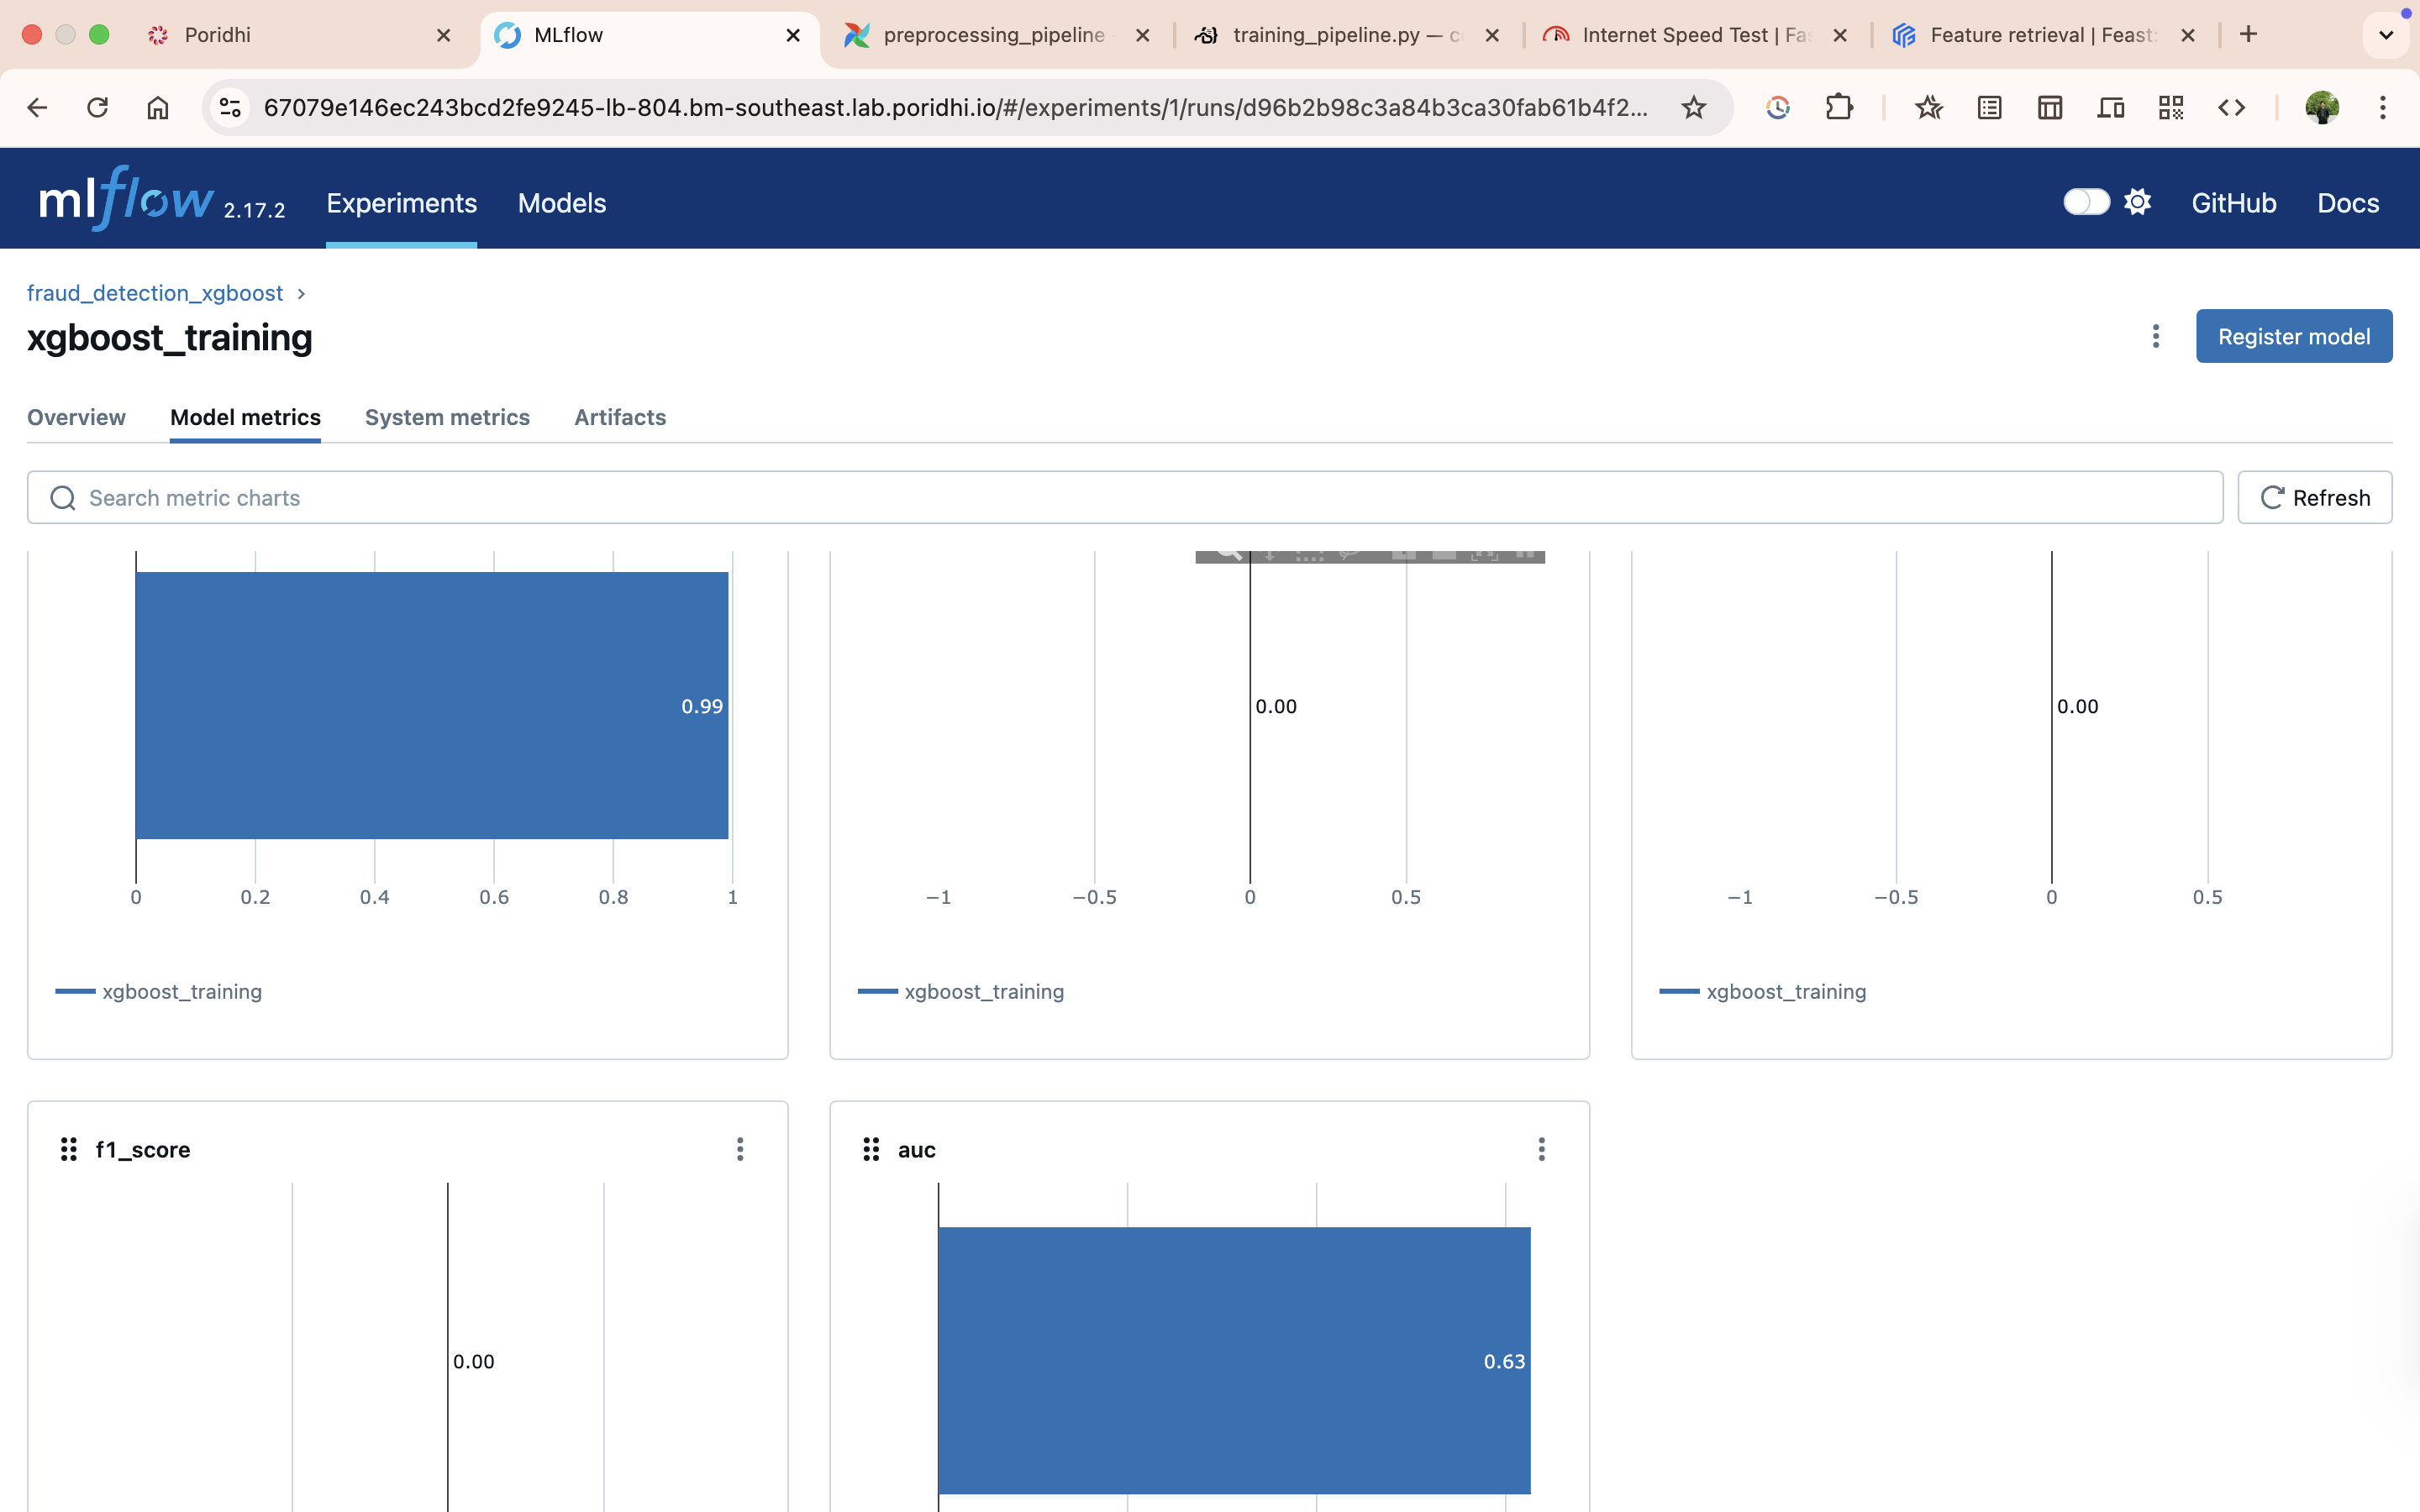 Poridhi
MLflow
preprocessing_pipeline
training_pipeline.py — co
Internet Speed Test | Fas
Feature retrieval | Feast:
67079e146ec243bcd2fe9245-lb-804.bm-southeast.lab.poridhi.io/#/experiments/1/runs/d96b2b98c3a84b3ca30fab61b4f2...
mlflow 2.17.2
Experiments
Models
GitHub
Docs
fraud_detection_xgboost
xgboost_training
Register model
Overview
Model metrics
System metrics
Artifacts
Search metric charts
Refresh
0.99
0 0.2 0.4 0.6 0.8 1
xgboost_training
0.00
−1 −0.5 0 0.5
xgboost_training
0.00
−1 −0.5 0 0.5
xgboost_training
f1_score
0.00
auc
0.63